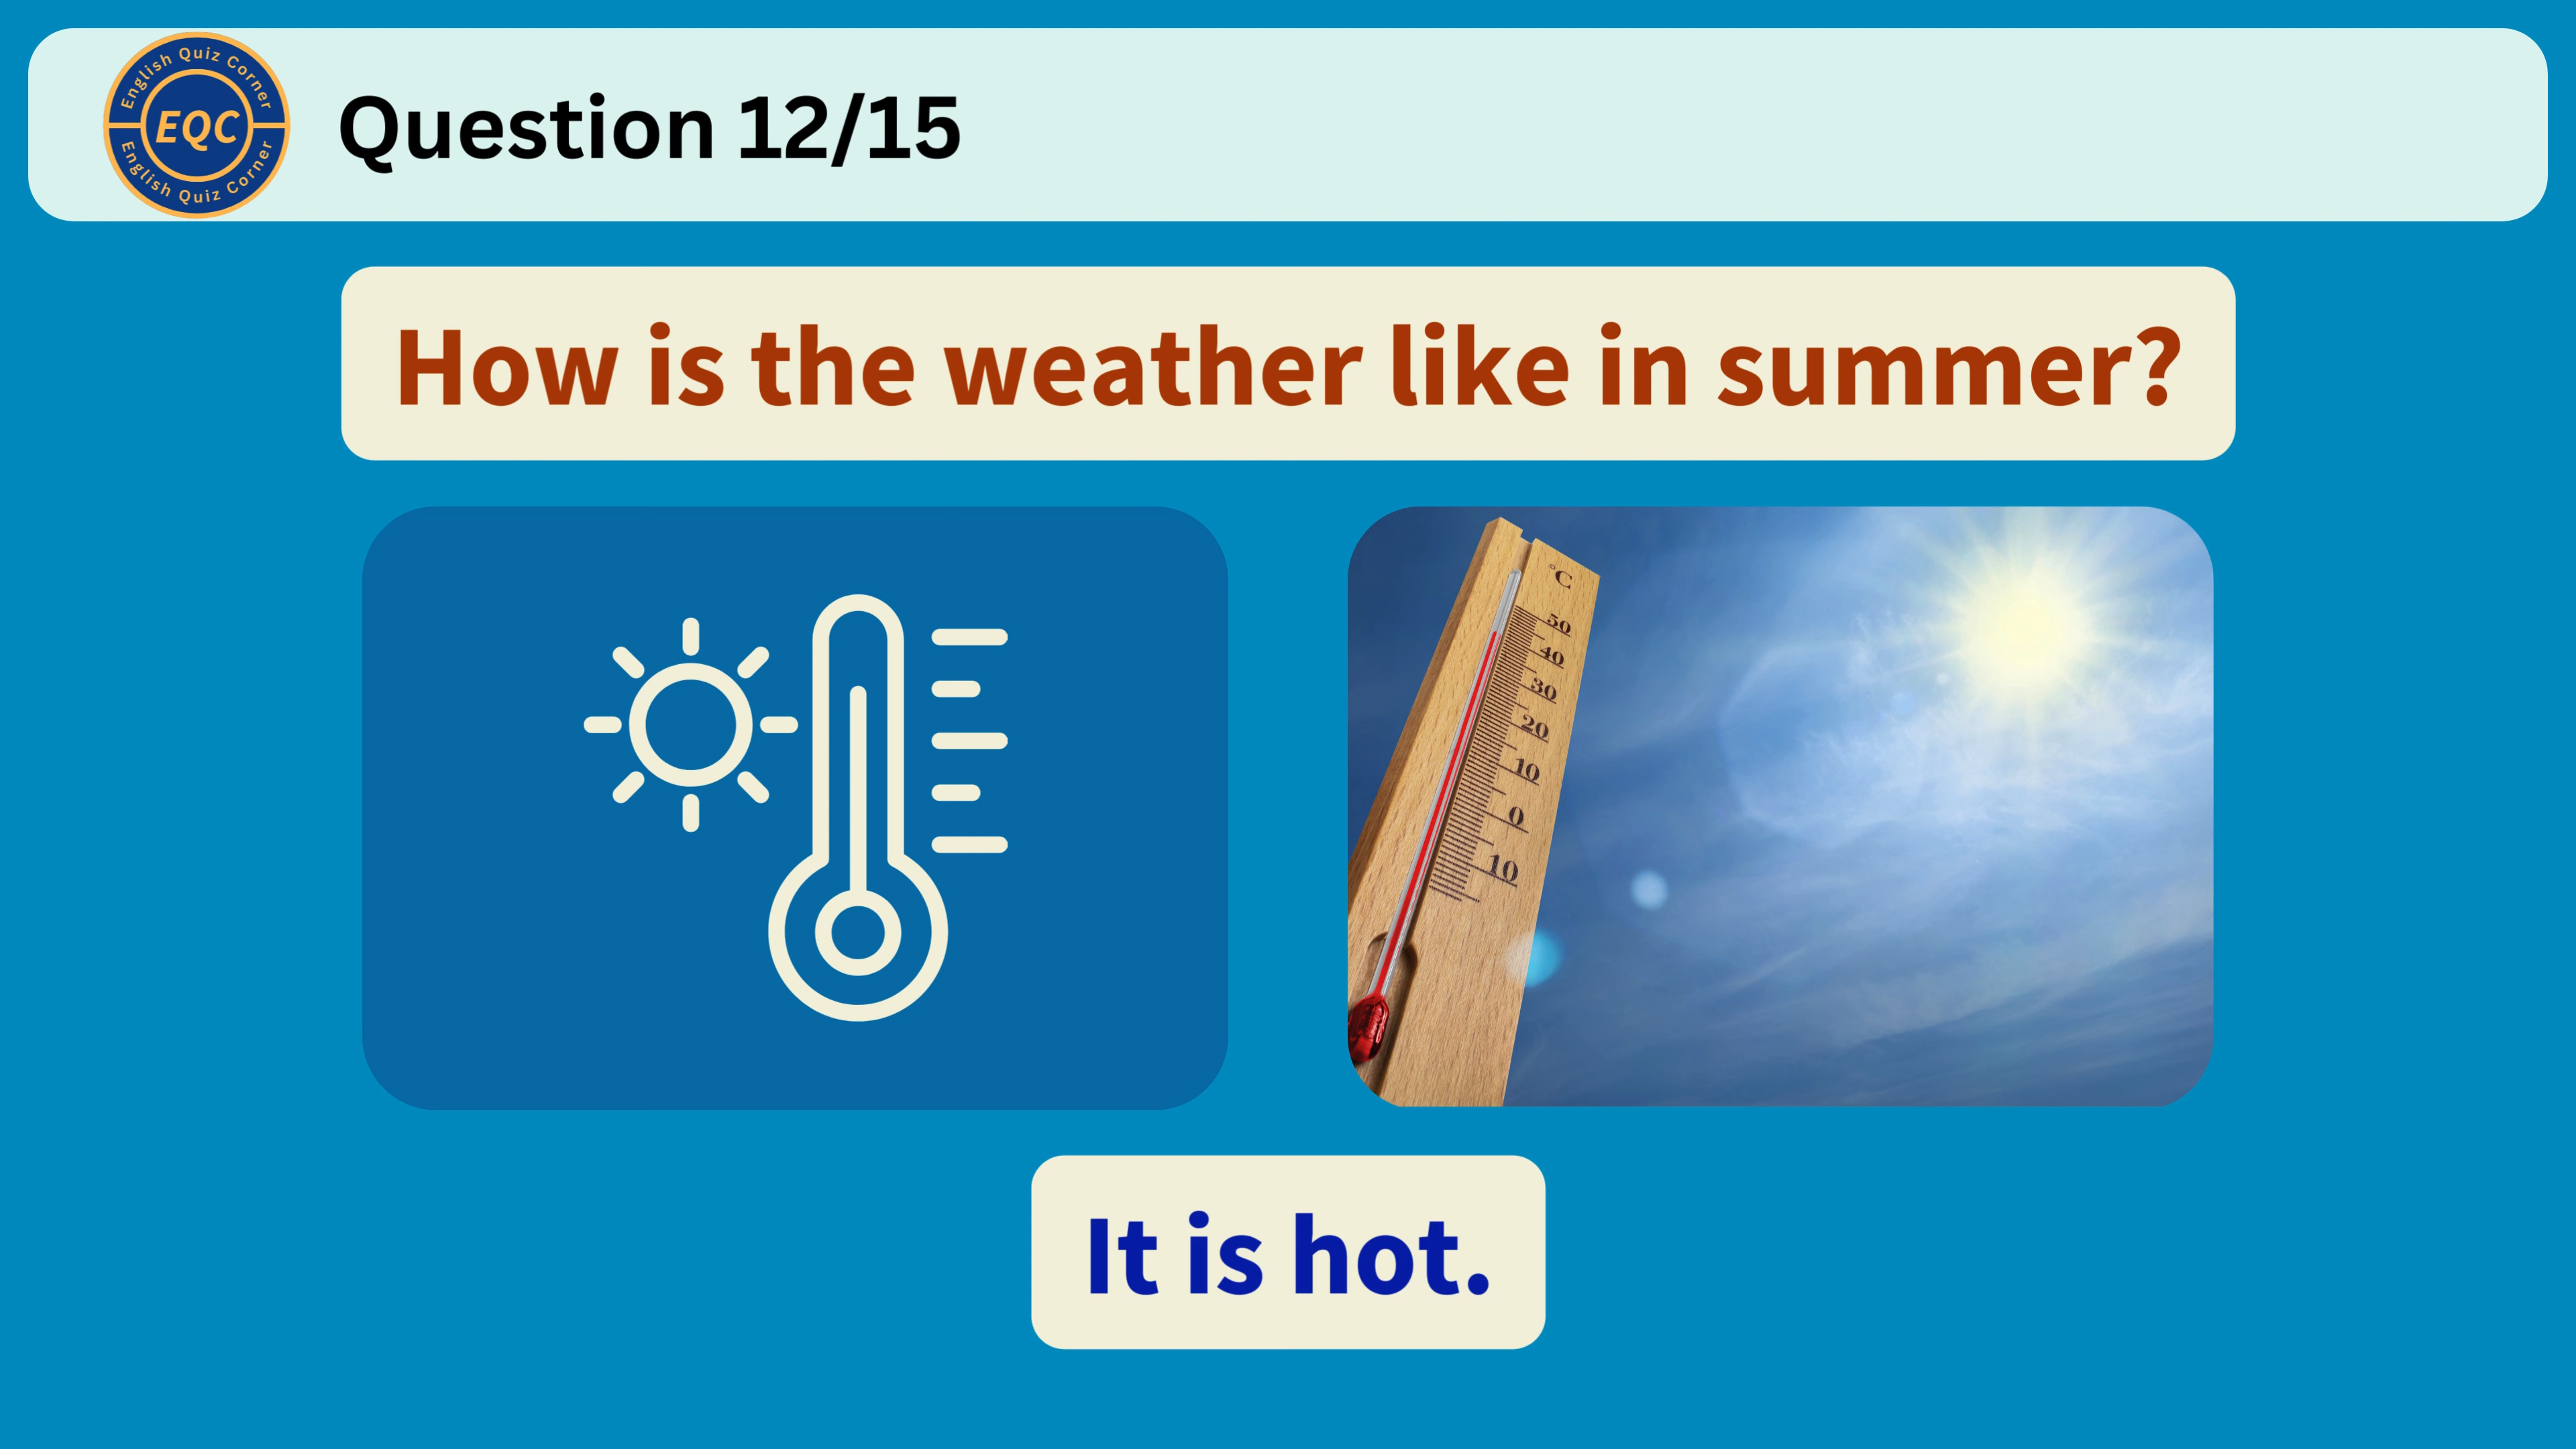 English Quiz Corner
EQC
English Quiz Corner
Question 12/15
How is the weather like in summer?
°C
50
40
30
20
10
0
10
It is hot.